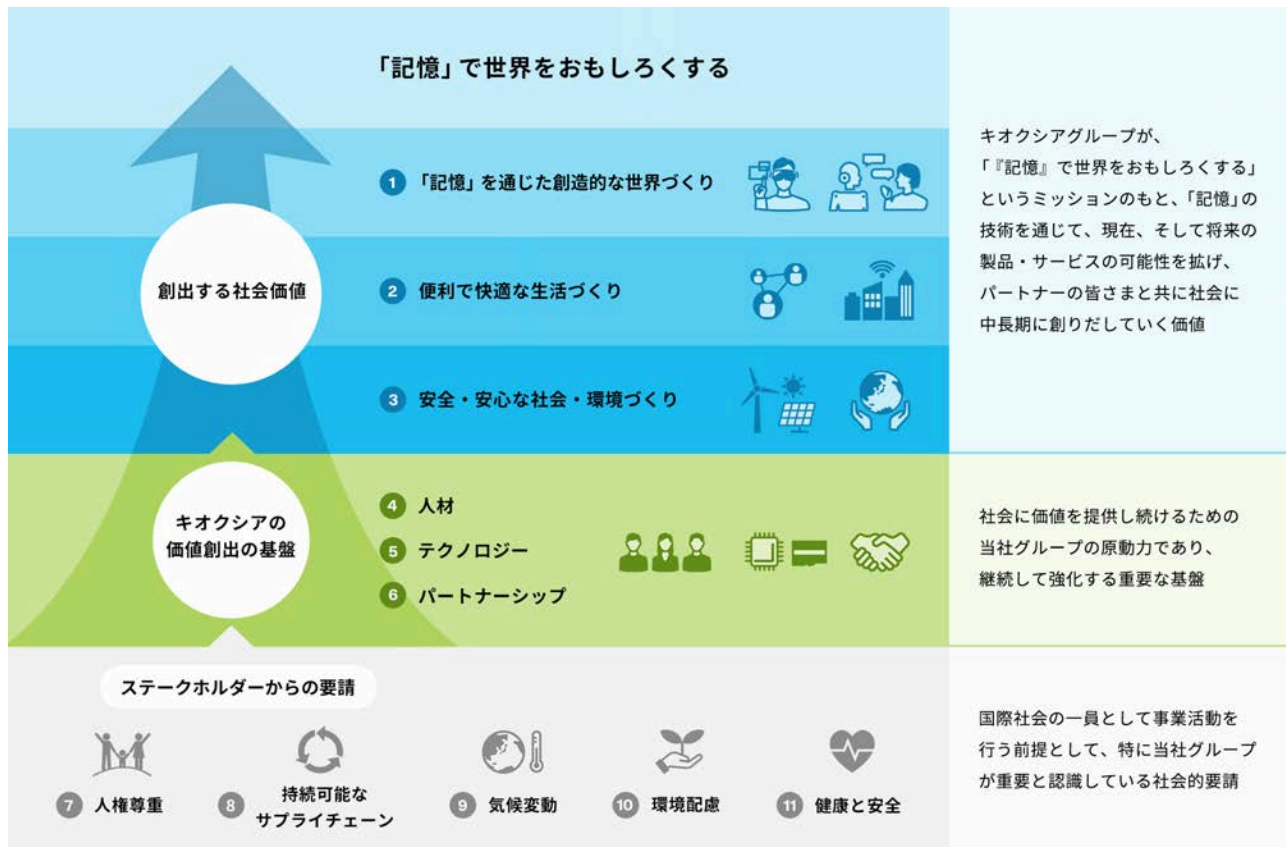 「記憶」で世界をおもしろくする
創出する社会価値
1 「記憶」を通じた創造的な世界づくり
2 便利で快適な生活づくり
3 安全・安心な社会・環境づくり
キオクシアグループが、
「『記憶』で世界をおもしろくする」
というミッションのもと、「記憶」の
技術を通じて、現在、そして将来の
製品・サービスの可能性を拡げ、
パートナーの皆さまと共に社会に
中長期に創りだしていく価値
キオクシアの
価値創出の基盤
4 人材
5 テクノロジー
6 パートナーシップ
社会に価値を提供し続けるための
当社グループの原動力であり、
継続して強化する重要な基盤
ステークホルダーからの要請
7 人権尊重
8 持続可能な
サプライチェーン
9 気候変動
10 環境配慮
11 健康と安全
国際社会の一員として事業活動を
行う前提として、特に当社グループ
が重要と認識している社会的要請